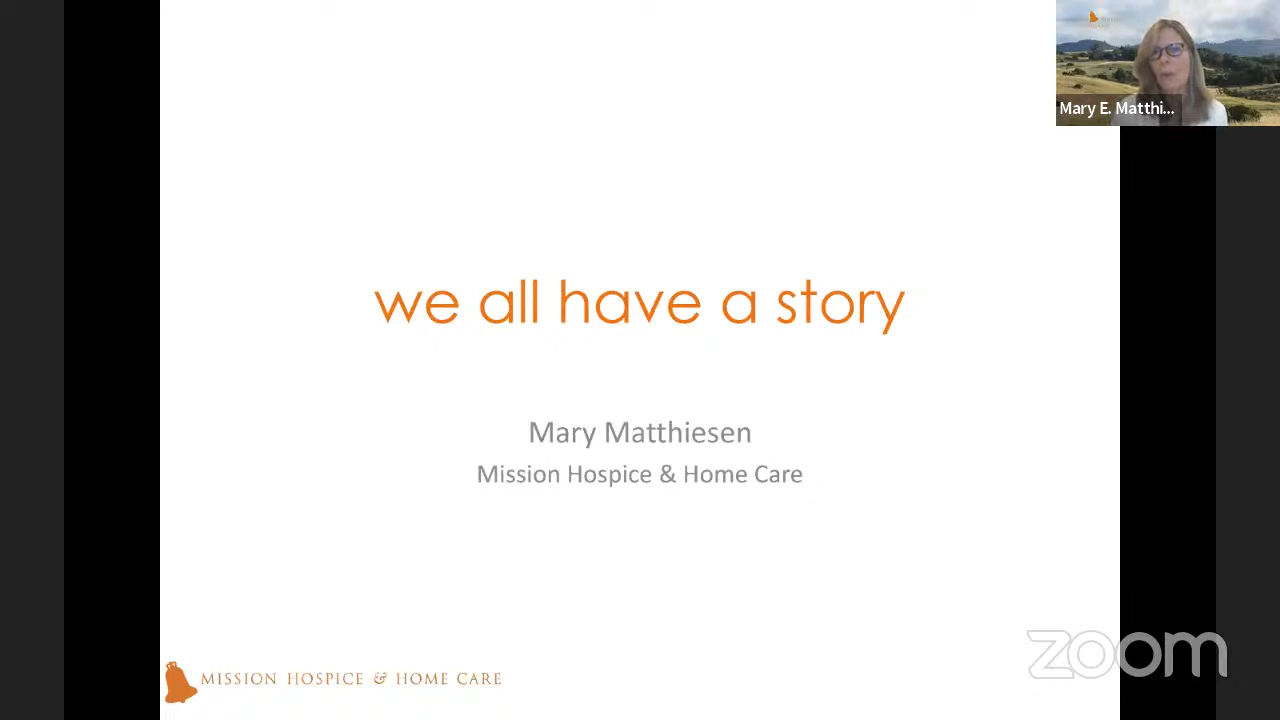 Mary E. Matthi...
we all have a story
Mary Matthiesen
Mission Hospice & Home Care
MISSION HOSPICE & HOME CARE
zoom